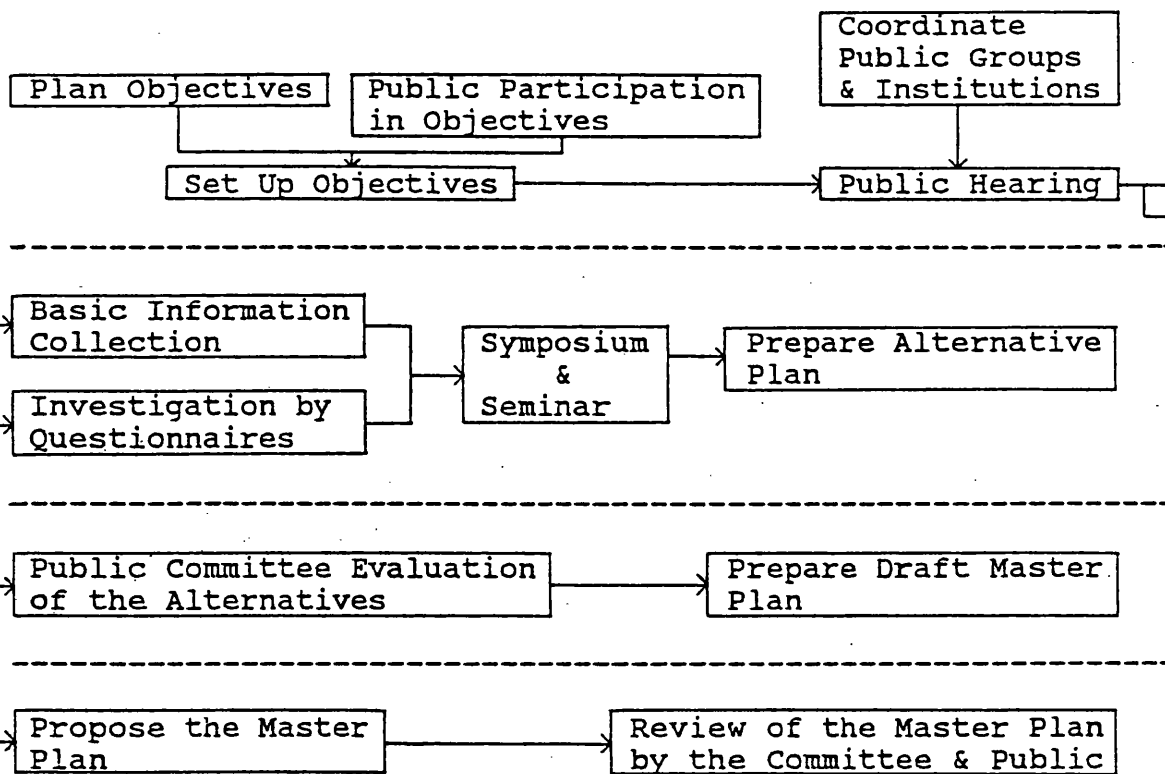 Plan Objectives
Public Participation
in Objectives
Coordinate
Public Groups
& Institutions
Set Up Objectives
Public Hearing
Basic Information
Collection
Investigation by
Questionnaires
Symposium
&
Seminar
Prepare Alternative
Plan
Public Committee Evaluation
of the Alternatives
Prepare Draft Master
Plan
Propose the Master
Plan
Review of the Master Plan
by the Committee & Public